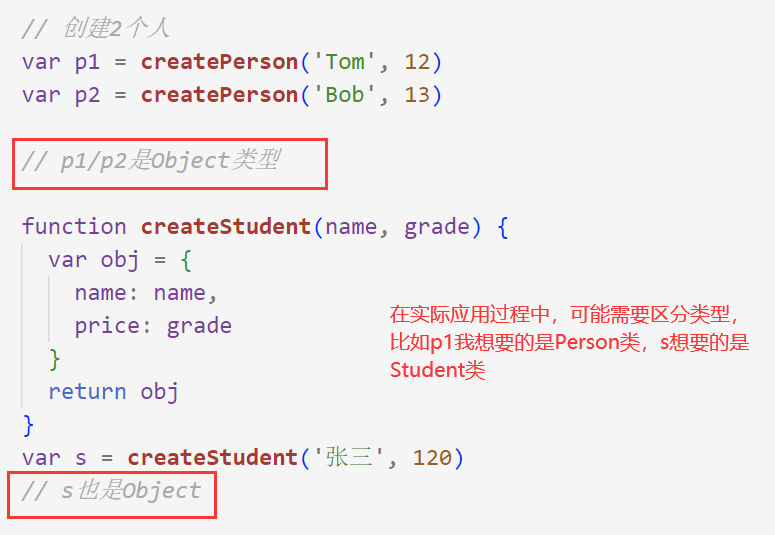 // 创建2个人
var p1 = createPerson('Tom', 12)
var p2 = createPerson('Bob', 13)
// p1/p2是Object类型
function createStudent(name, grade) {
var obj = {
name: name,
price: grade
}
return obj
}
var s = createStudent('张三', 120)
// s也是Object
在实际应用过程中，可能需要区分类型，
比如p1我想要的是Person类，s想要的是
Student类